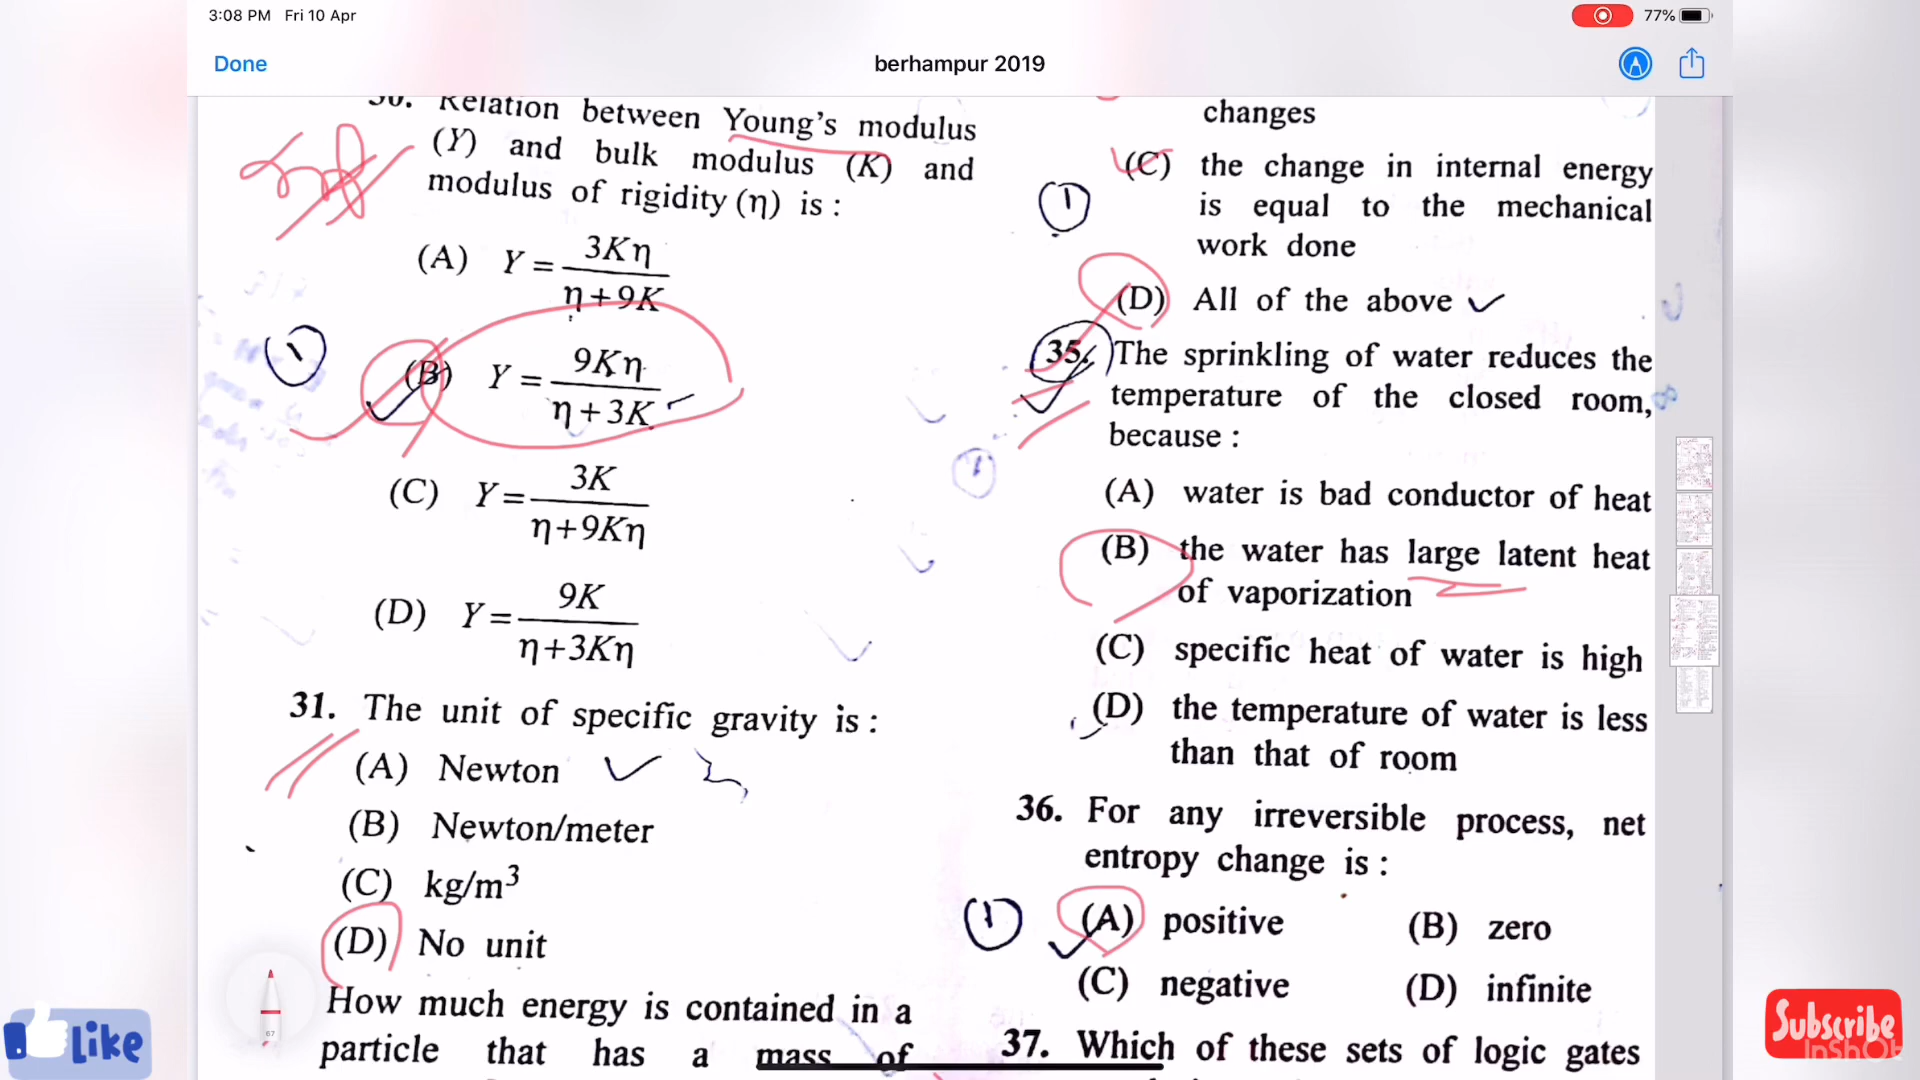 3:08 PM Fri 10 Apr
77%
Done
berhampur 2019
30. Relation between Young's modulus
(Y) and bulk modulus (K) and
modulus of rigidity (η) is :
(A) Y = 3Kη / η + 9K
(B) Y = 9Kη / η + 3K
(C) Y = 3K / η + 9Kη
(D) Y = 9K / η + 3Kη
31. The unit of specific gravity is :
(A) Newton
(B) Newton/meter
(C) kg/m³
(D) No unit
How much energy is contained in a
particle that has a mass of
changes
(C) the change in internal energy
is equal to the mechanical
work done
(D) All of the above
35. The sprinkling of water reduces the
temperature of the closed room,
because :
(A) water is bad conductor of heat
(B) the water has large latent heat
of vaporization
(C) specific heat of water is high
(D) the temperature of water is less
than that of room
36. For any irreversible process, net
entropy change is :
(A) positive (B) zero
(C) negative (D) infinite
37. Which of these sets of logic gates
67
like
Subscribe
InShOt